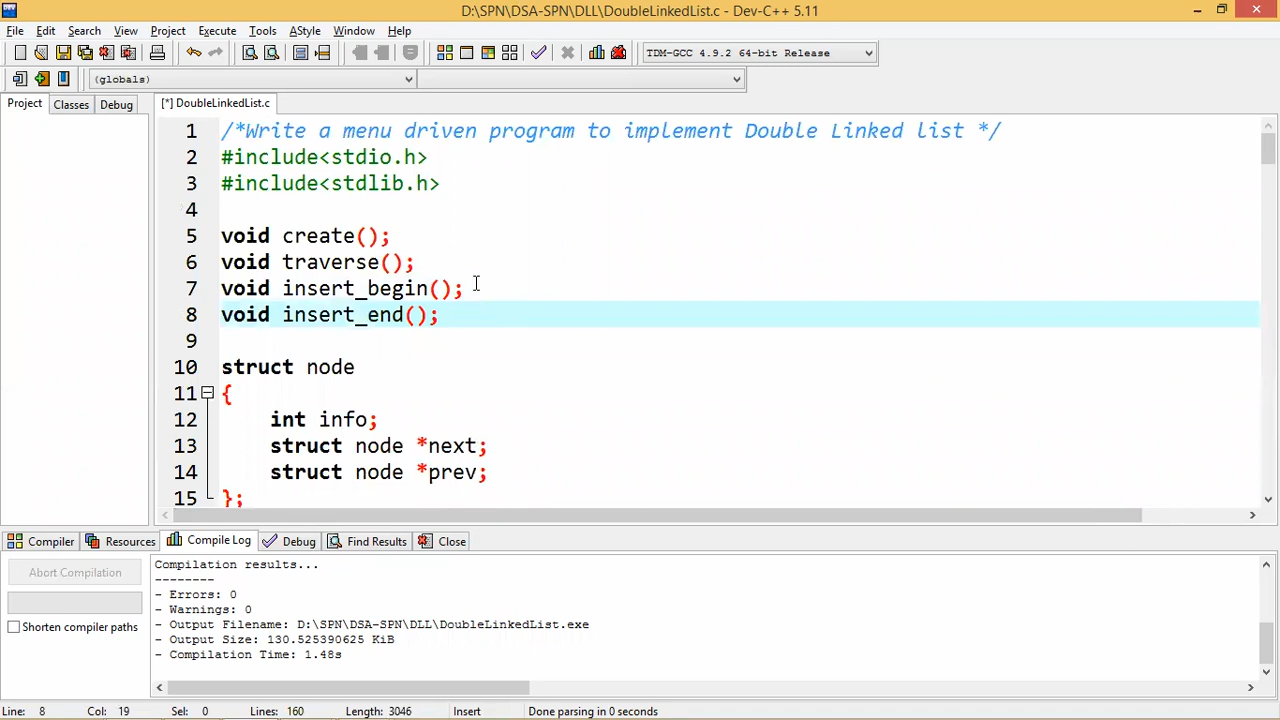 D:\SPN\DSA-SPN\DLL\DoubleLinkedList.c - Dev-C++ 5.11
File Edit Search View Project Execute Tools AStyle Window Help
TDM-GCC 4.9.2 64-bit Release
(globals)
Project Classes Debug
[*] DoubleLinkedList.c
1 /*Write a menu driven program to implement Double Linked list */
2 #include<stdio.h>
3 #include<stdlib.h>
4
5 void create();
6 void traverse();
7 void insert_begin();
8 void insert_end();
9
10 struct node
11 {
12 int info;
13 struct node *next;
14 struct node *prev;
15 };
Compiler Resources Compile Log Debug Find Results Close
Abort Compilation
Shorten compiler paths
Compilation results...
--------
- Errors: 0
- Warnings: 0
- Output Filename: D:\SPN\DSA-SPN\DLL\DoubleLinkedList.exe
- Output Size: 130.525390625 KiB
- Compilation Time: 1.48s
Line: 8 Col: 19 Sel: 0 Lines: 160 Length: 3046 Insert Done parsing in 0 seconds